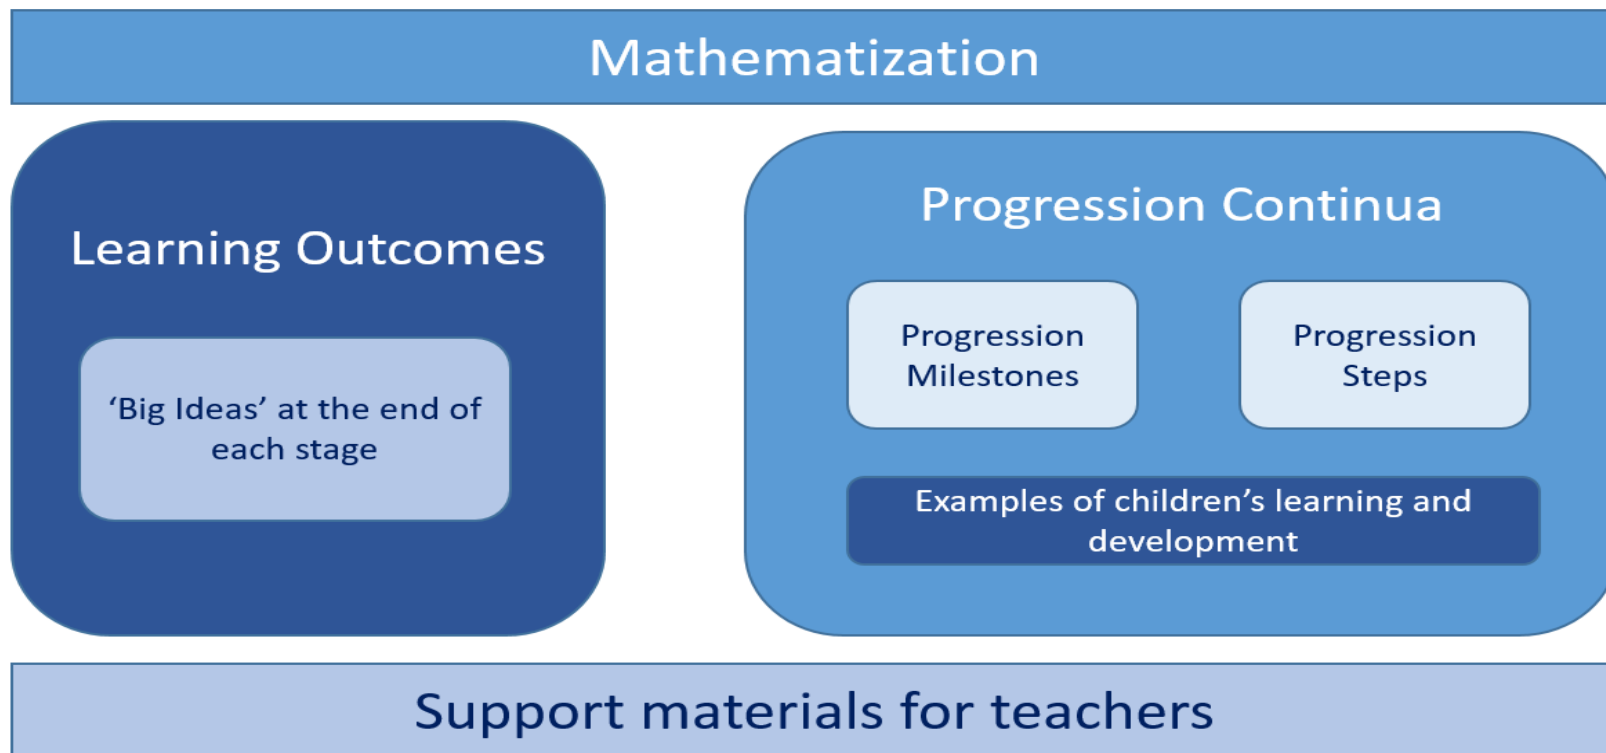 Mathematization
Learning Outcomes
‘Big Ideas’ at the end of
each stage
Progression Continua
Progression
Milestones
Progression
Steps
Examples of children’s learning and
development
Support materials for teachers